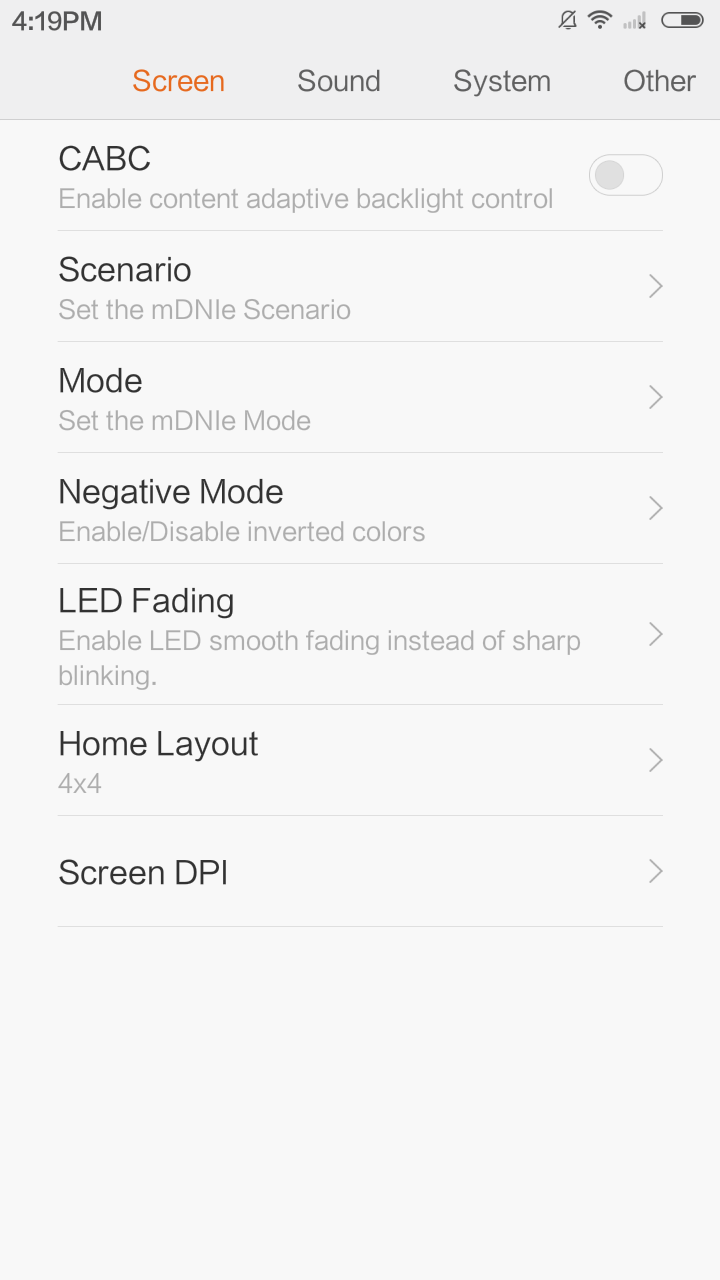 4:19PM
Screen Sound System Other
CABC
Enable content adaptive backlight control
Scenario
Set the mDNIe Scenario
Mode
Set the mDNIe Mode
Negative Mode
Enable/Disable inverted colors
LED Fading
Enable LED smooth fading instead of sharp
blinking.
Home Layout
4x4
Screen DPI